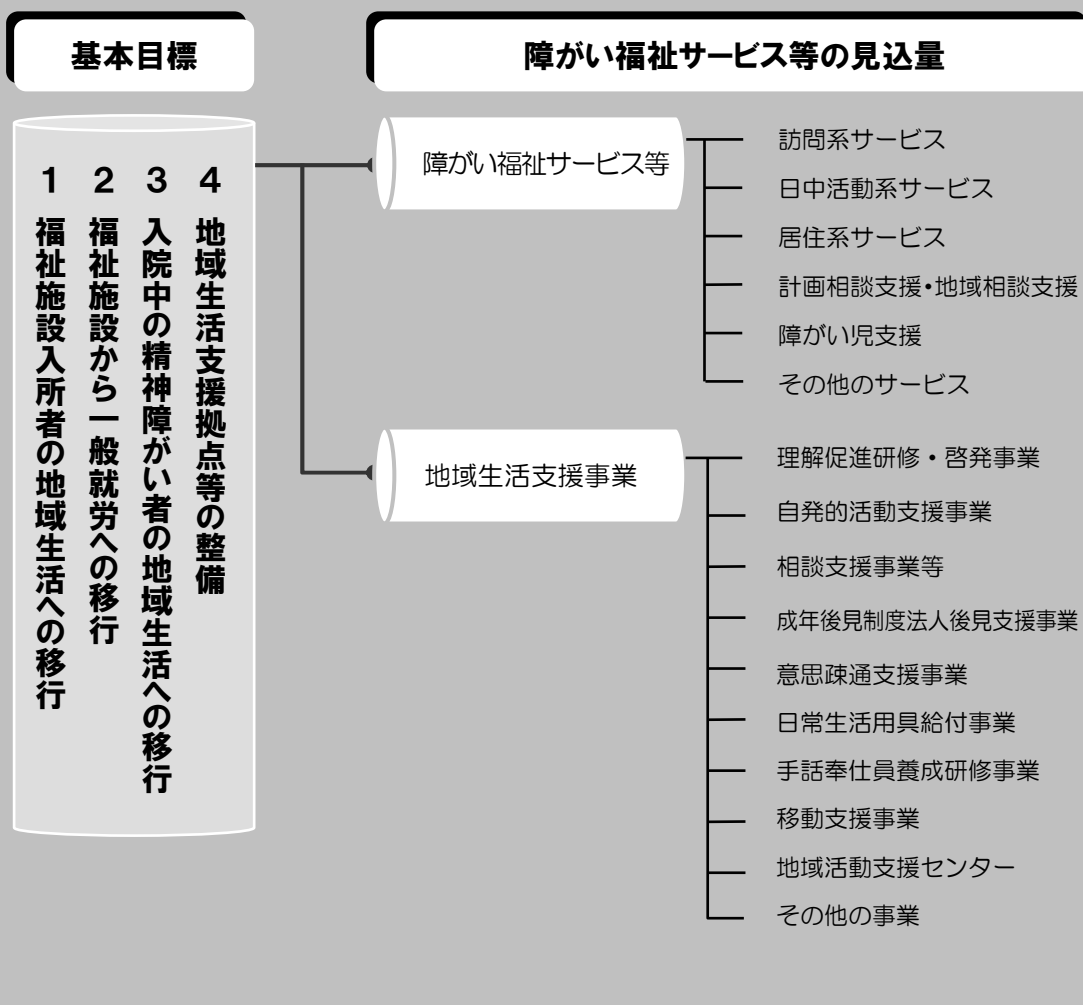 基本目標
障がい福祉サービス等の見込量
1 福祉施設入所者の地域生活への移行
2 福祉施設から一般就労への移行
3 入院中の精神障がい者の地域生活への移行
4 地域生活支援拠点等の整備
障がい福祉サービス等
訪問系サービス
日中活動系サービス
居住系サービス
計画相談支援・地域相談支援
障がい児支援
その他のサービス
地域生活支援事業
理解促進研修・啓発事業
自発的活動支援事業
相談支援事業等
成年後見制度法人後見支援事業
意思疎通支援事業
日常生活用具給付事業
手話奉仕員養成研修事業
移動支援事業
地域活動支援センター
その他の事業